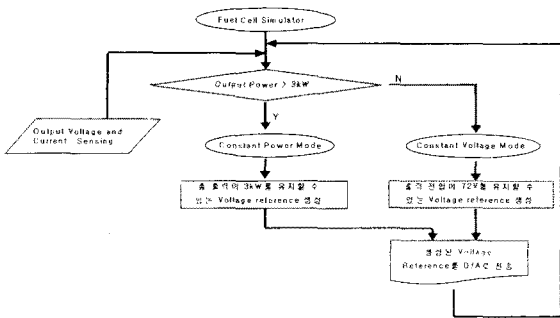 Fuel Cell Simulator
Output Power > 3kW
N
Y
Output Voltage and
Current Sensing
Constant Power Mode
Constant Voltage Mode
총 출력이 3kW를 유지할 수
있는 Voltage reference 생성
출력 전압이 72V를 유지할 수
있는 Voltage reference 생성
생성된 Voltage
Reference를 D/A로 전송